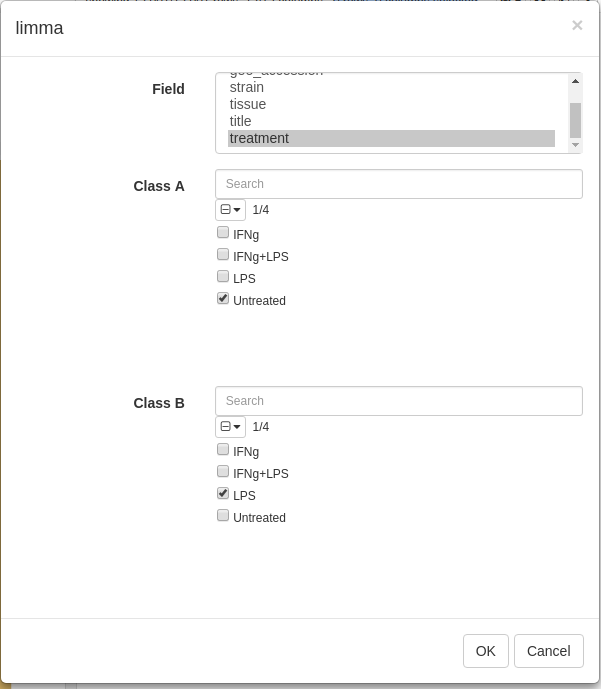 limma
×
Field
geo_accession
strain
tissue
title
treatment
Class A
Search
1/4
IFNg
IFNg+LPS
LPS
Untreated
Class B
Search
1/4
IFNg
IFNg+LPS
LPS
Untreated
OK Cancel